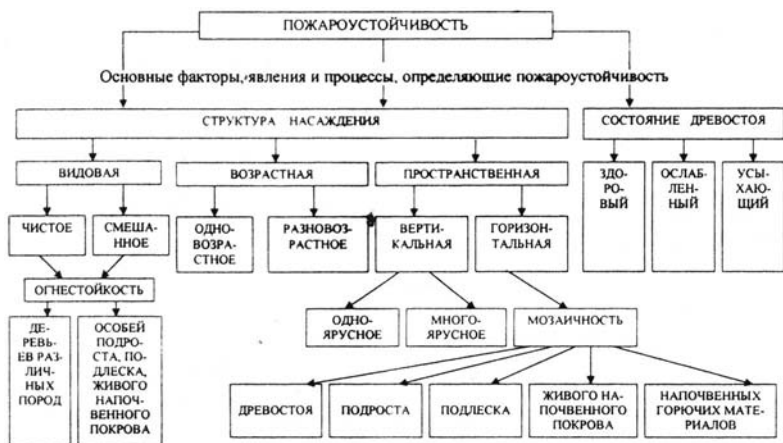 ПОЖАРОУСТОЙЧИВОСТЬ
Основные факторы, явления и процессы, определяющие пожароустойчивость
СТРУКТУРА НАСАЖДЕНИЯ
СОСТОЯНИЕ ДРЕВОСТОЯ
ВИДОВАЯ
ВОЗРАСТНАЯ
ПРОСТРАНСТВЕННАЯ
ЗДО-
РО-
ВЫЙ
ОСЛАБ-
ЛЕН-
НЫЙ
УСЫ-
ХАЮ-
ЩИЙ
ЧИСТОЕ
СМЕША-
ННОЕ
ОДНО-
ВОЗРА-
СТНОЕ
РАЗНОВОЗ-
РАСТНОЕ
ВЕРТИ-
КАЛЬНАЯ
ГОРИЗОН-
ТАЛЬНАЯ
ОГНЕСТОЙКОСТЬ
ДЕ-
РЕВЬ-
ЕВ РАЗ-
ЛИЧ-
НЫХ
ПОРОД
ОСОБЕЙ
ПОДРО-
СТА, ПО-
ДЛЕСКА,
ЖИВОГО
НАПОЧ-
ВЕННОГО
ПОКРОВА
ОДНО-
ЯРУСНОЕ
МНОГО-
ЯРУСНОЕ
МОЗАИЧНОСТЬ
ДРЕВОСТОЯ
ПОДРОСТА
ПОДЛЕСКА
ЖИВОГО НА-
ПОЧВЕННОГО
ПОКРОВА
НАПОЧВЕННЫХ
ГОРЮЧИХ МАТЕ-
РИАЛОВ